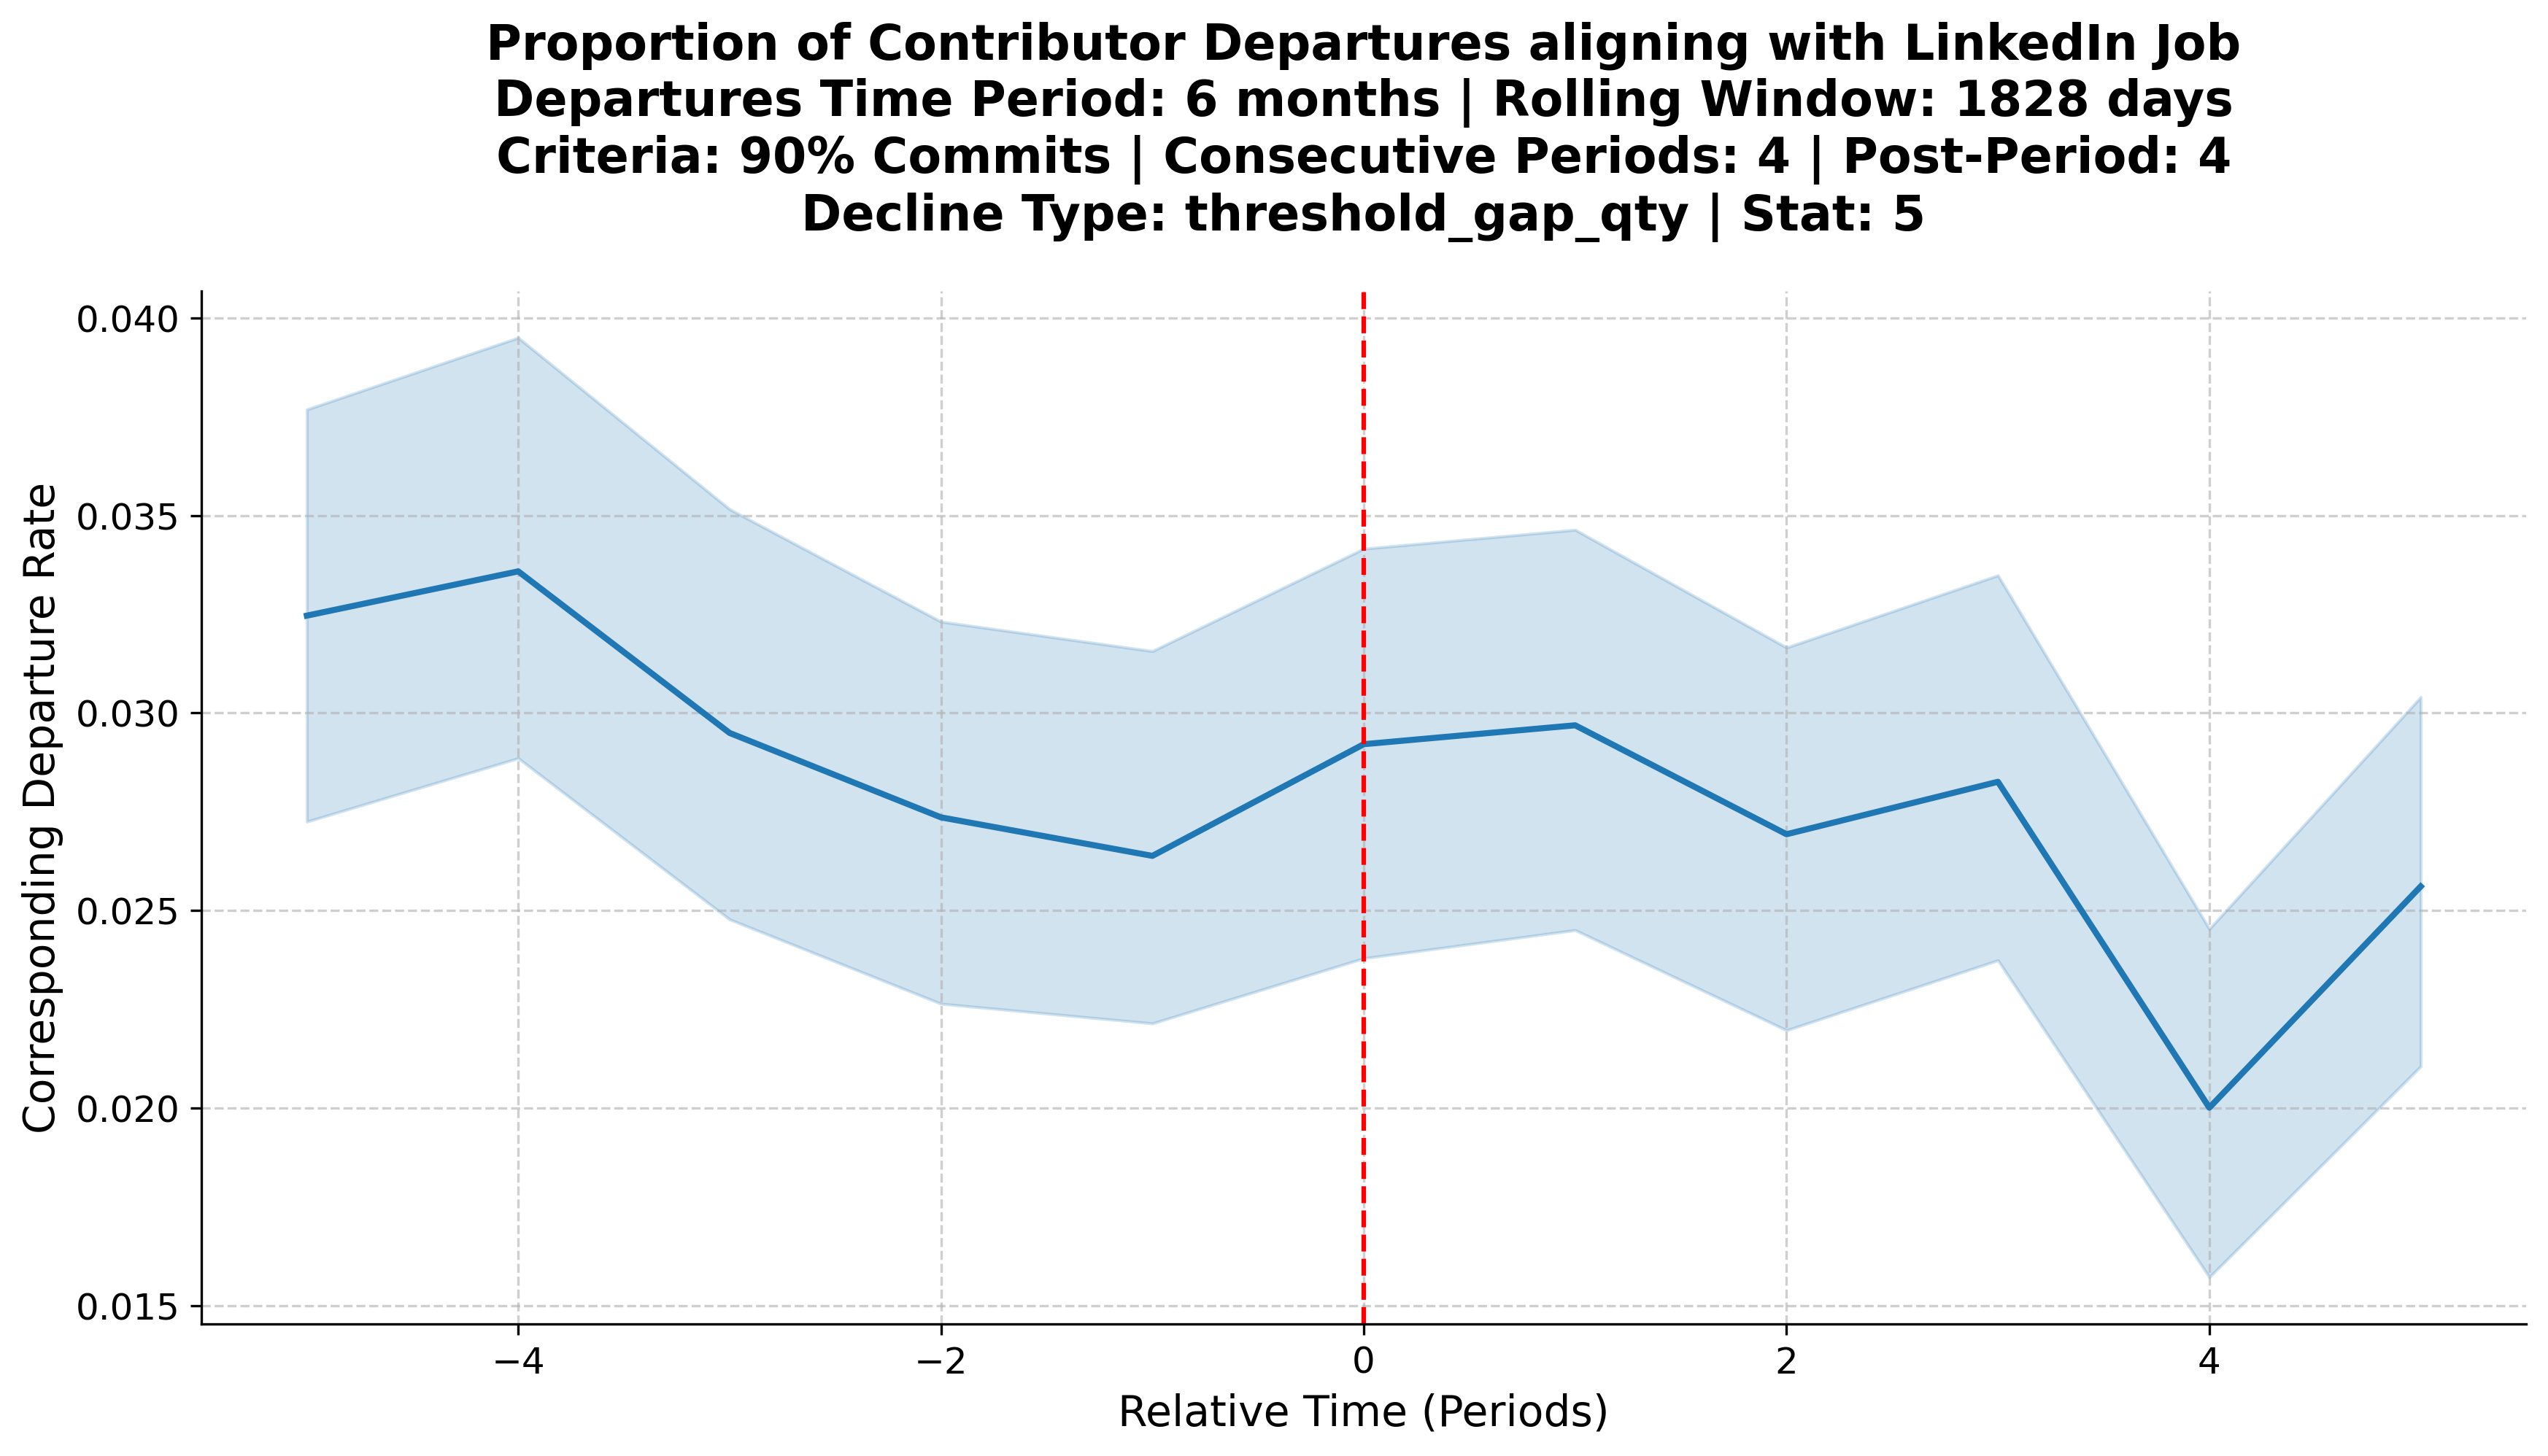 Proportion of Contributor Departures aligning with LinkedIn Job
Departures Time Period: 6 months | Rolling Window: 1828 days
Criteria: 90% Commits | Consecutive Periods: 4 | Post-Period: 4
Decline Type: threshold_gap_qty | Stat: 5
Corresponding Departure Rate
0.040
0.035
0.030
0.025
0.020
0.015
−4 −2 0 2 4
Relative Time (Periods)